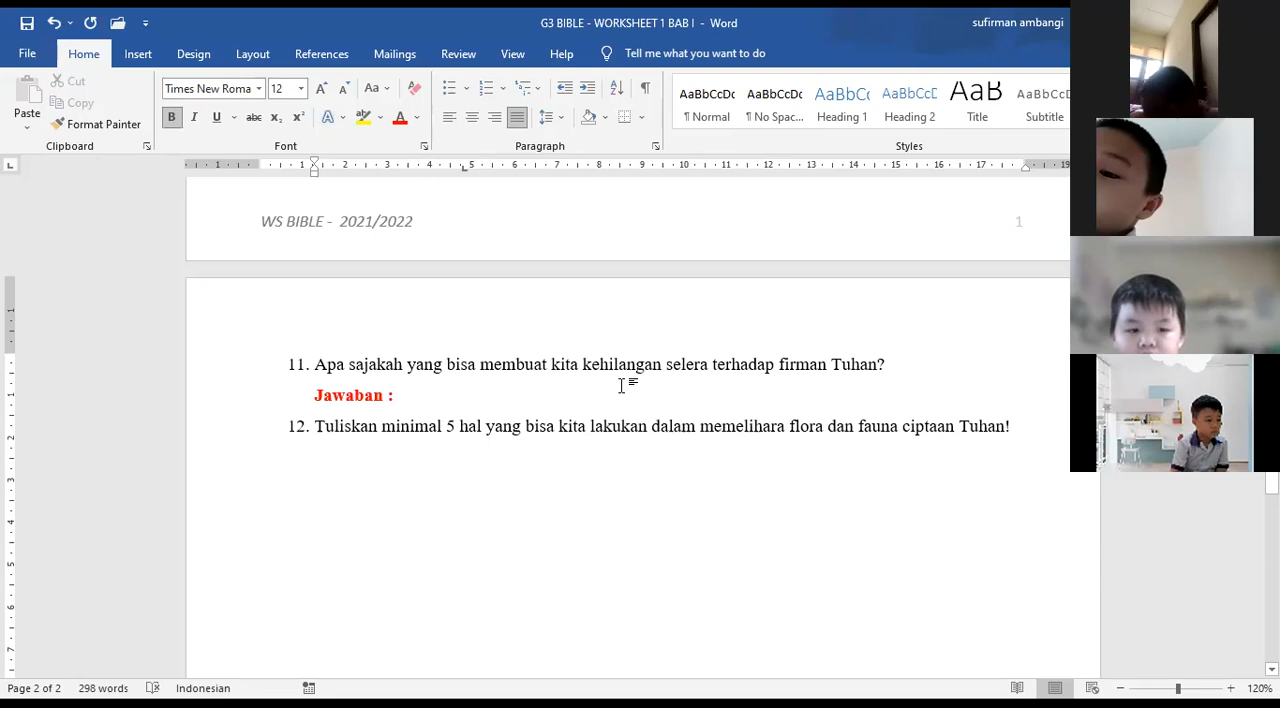 G3 BIBLE - WORKSHEET 1 BAB I - Word
sufirman ambangi
File Home Insert Design Layout References Mailings Review View Help Tell me what you want to do
Paste
Cut
Copy
Format Painter
Times New Roma 12
Clipboard
Font
Paragraph
AaBbCcDc ¶ Normal
AaBbCcDc ¶ No Spac...
AaBbC( Heading 1
AaBbCcD Heading 2
AaB Title
AaBbCcD Subtitle
Styles
WS BIBLE - 2021/2022
1
11. Apa sajakah yang bisa membuat kita kehilangan selera terhadap firman Tuhan?
Jawaban :
12. Tuliskan minimal 5 hal yang bisa kita lakukan dalam memelihara flora dan fauna ciptaan Tuhan!
Page 2 of 2 298 words Indonesian 120%